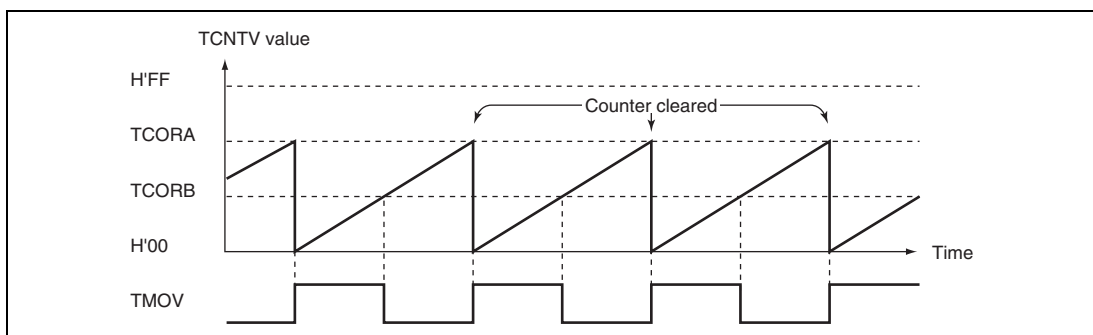 TCNTV value
H'FF
Counter cleared
TCORA
TCORB
H'00
Time
TMOV